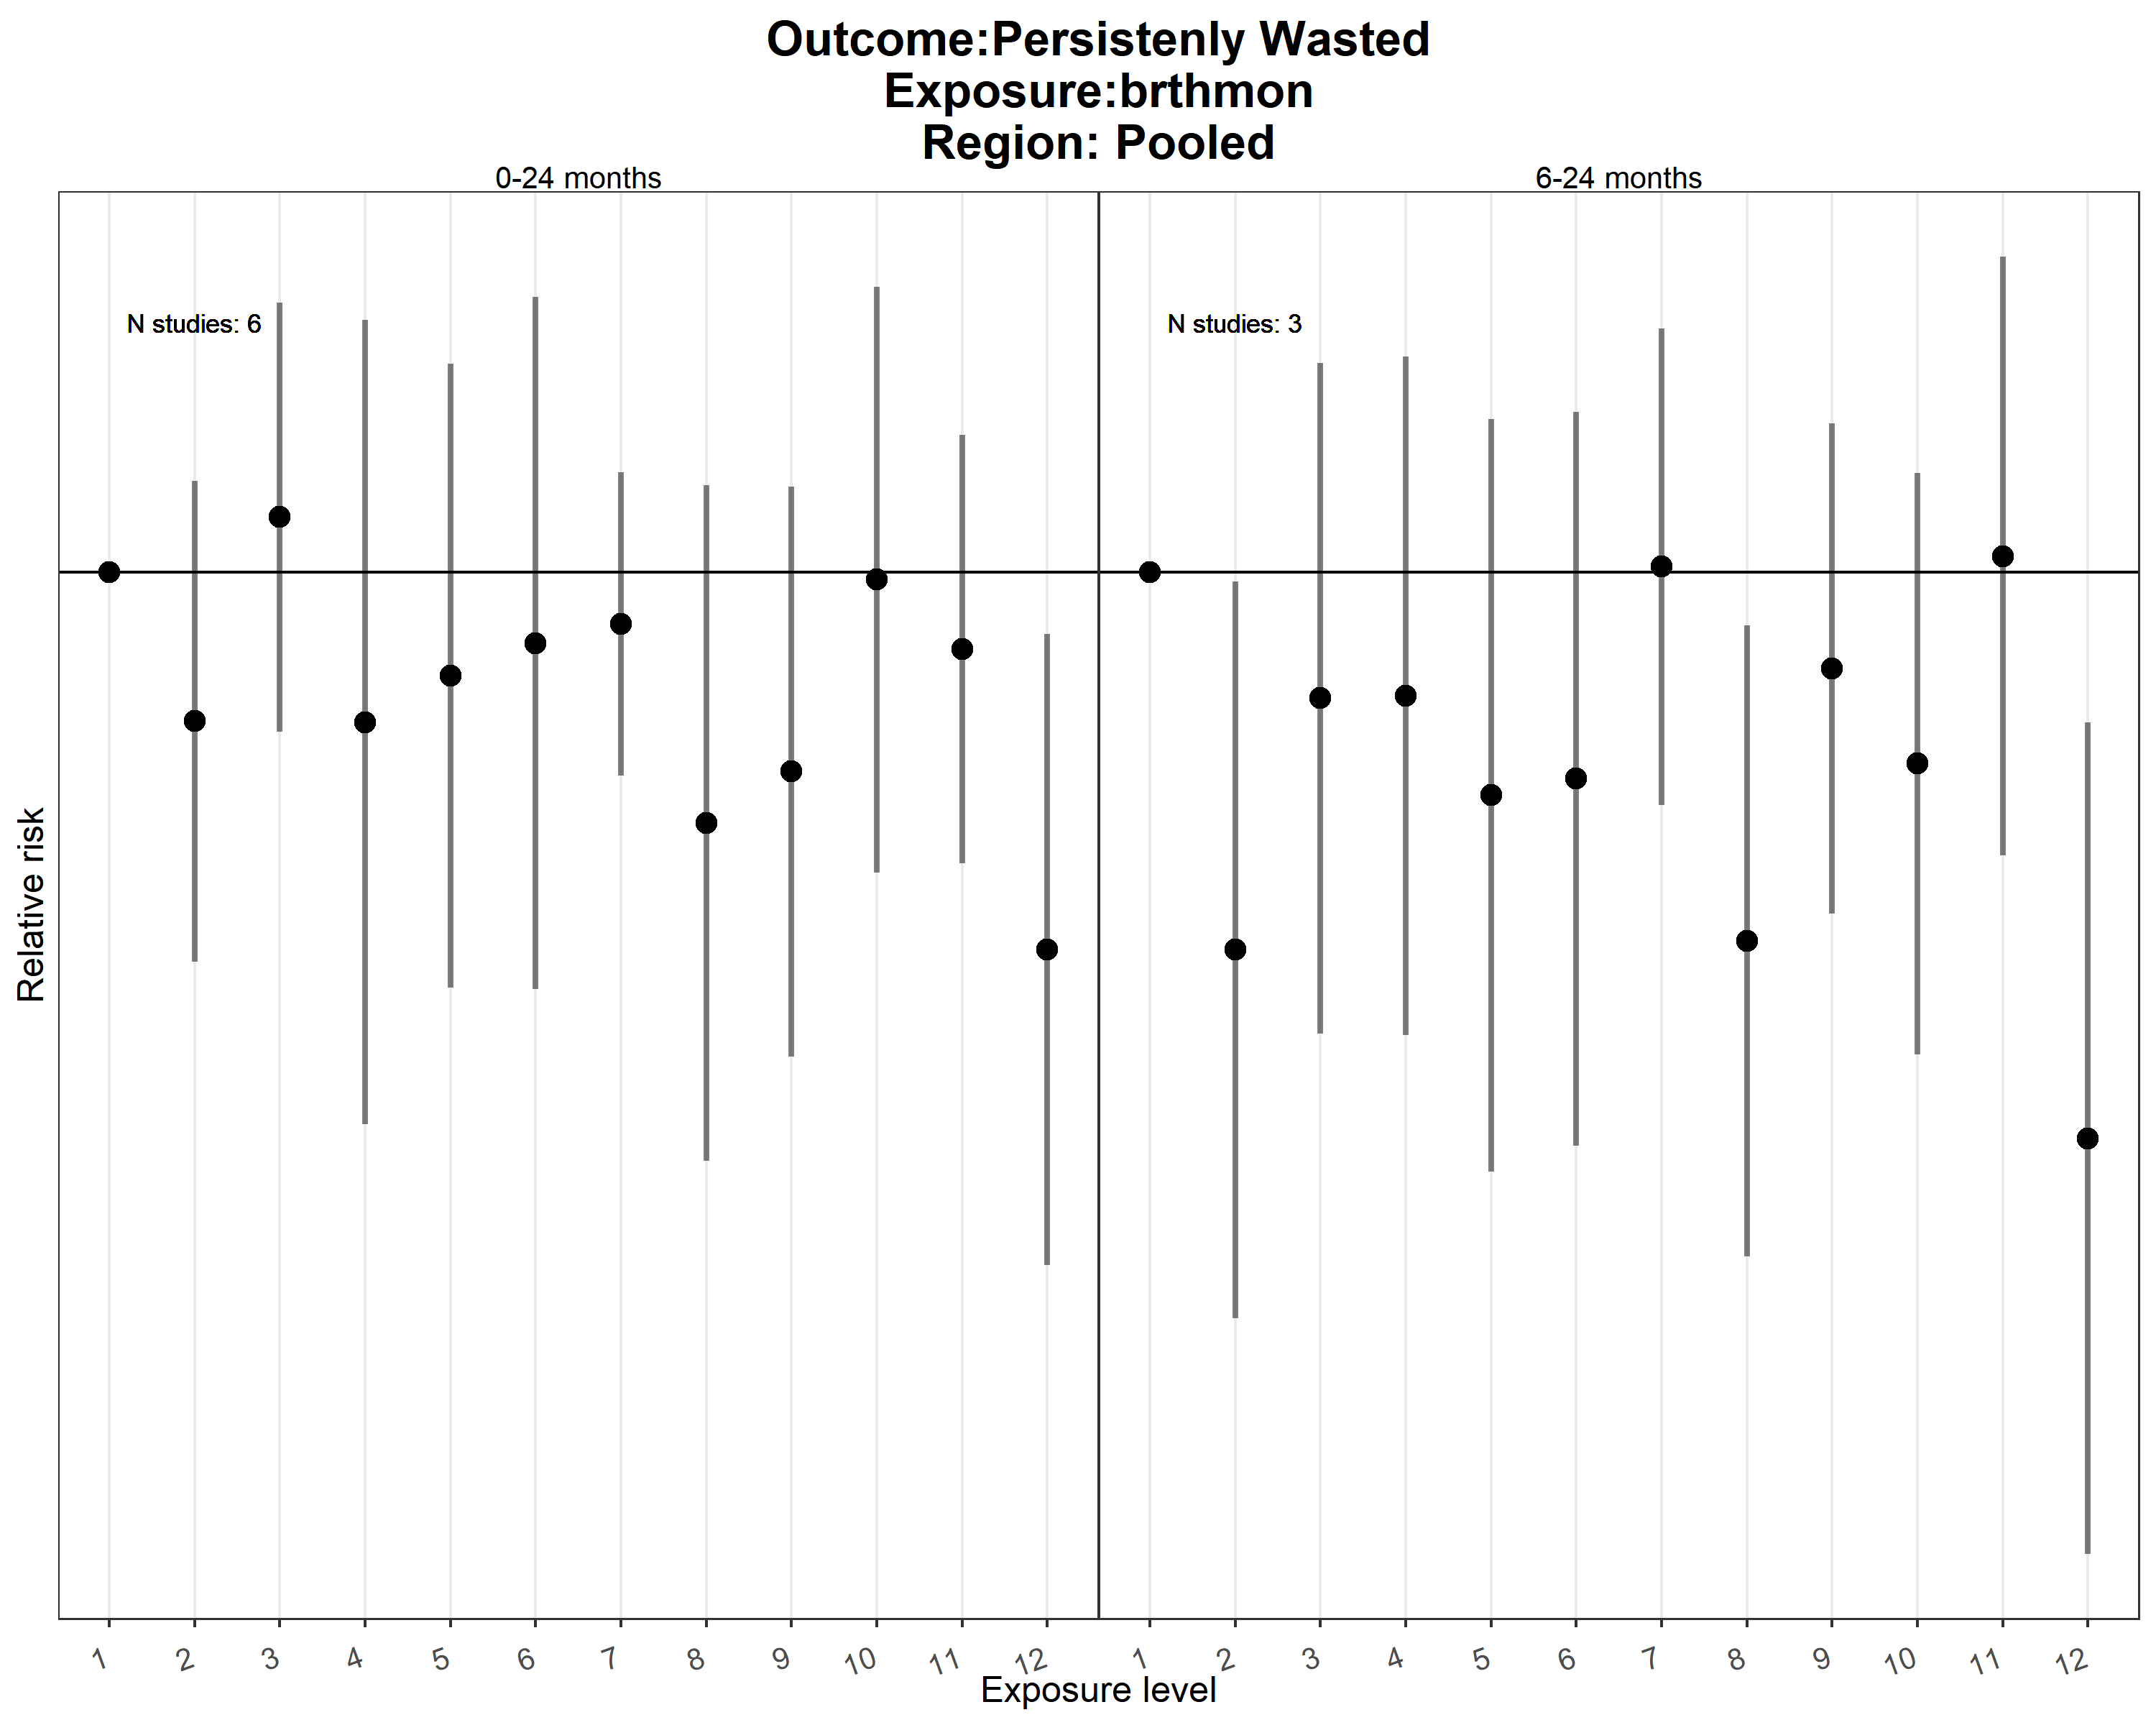 Outcome:Persistenly Wasted
Exposure:brthmon
Region: Pooled
0-24 months
6-24 months
N studies: 6
N studies: 3
Relative risk
1 2 3 4 5 6 7 8 9 10 11 12 1 2 3 4 5 6 7 8 9 10 11 12
Exposure level